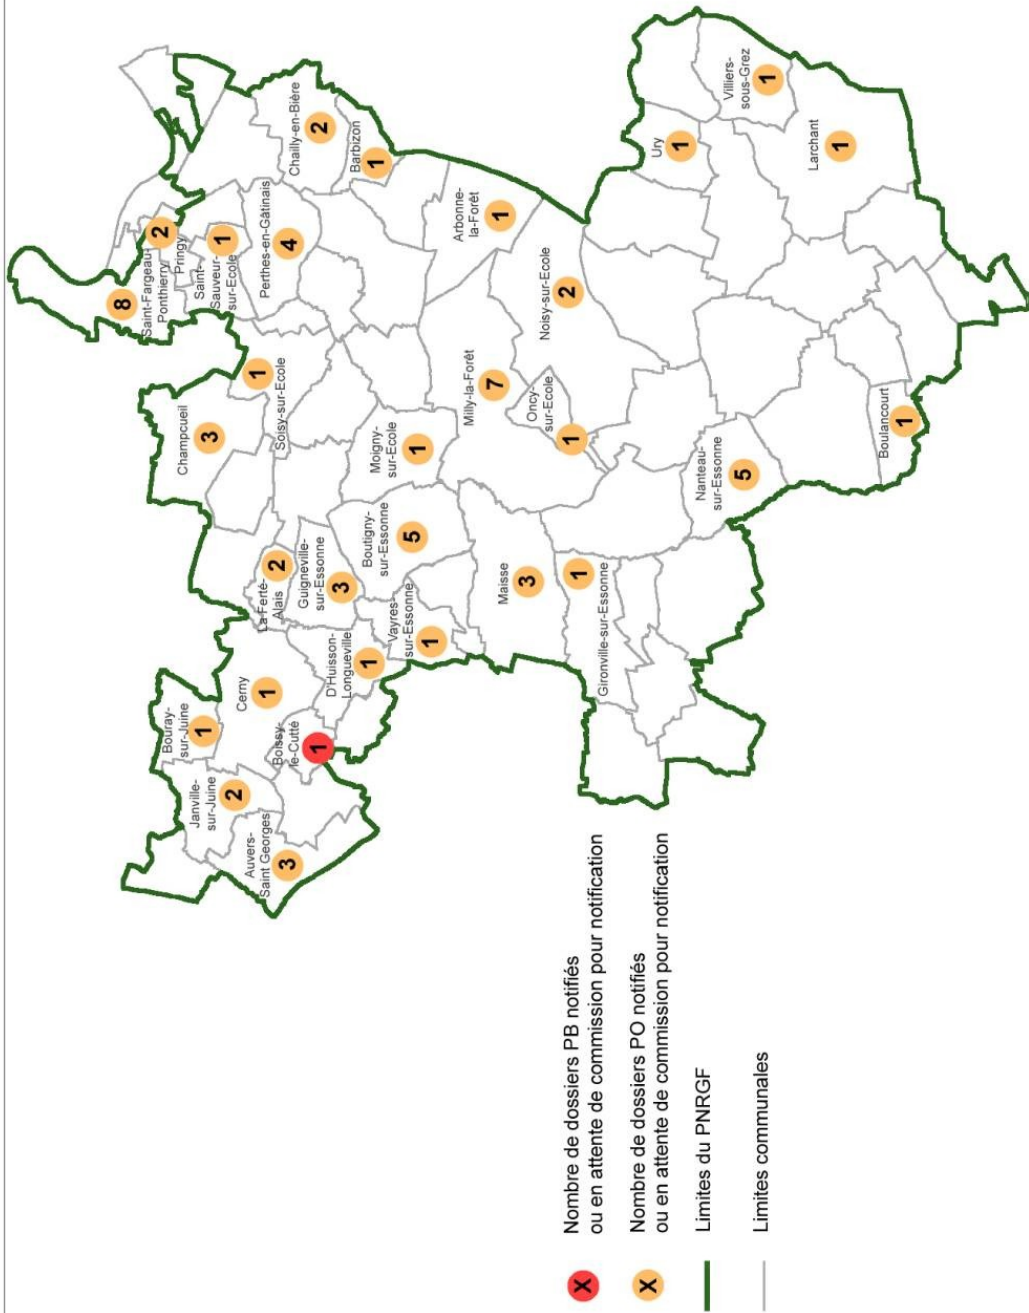 Saint-Fargeau-
Ponthierry
8
Pringy
2
Saint-
Sauveur-
sur-Ecole
1
Perthes-en-Gâtinais
4
Chailly-en-Bière
2
Barbizon
1
Champcueil
3
Soisy-sur-Ecole
1
Bouray-
sur-Juine
1
Janville-
sur-Juine
2
Auvers-
Saint Georges
3
Cerny
1
Boissy-
le-Cutté
1
La-Ferté-
Alais
2
Guigneville-
sur-Essonne
3
D'Huisson-
Longueville
1
Vayres-
sur-Essonne
1
Boutigny-
sur-Essonne
5
Moigny-
sur-Ecole
1
Milly-la-Forêt
7
Oncy-
sur-Ecole
1
Noisy-sur-Ecole
2
Arbonne-
la-Forêt
1
Maisse
3
Gironville-sur-Essonne
1
Nanteau-
sur-Essonne
5
Boulancourt
1
Ury
1
Villiers-
sous-Grez
1
Larchant
1
X
Nombre de dossiers PB notifiés
ou en attente de commission pour notification
X
Nombre de dossiers PO notifiés
ou en attente de commission pour notification
Limites du PNRGF
Limites communales